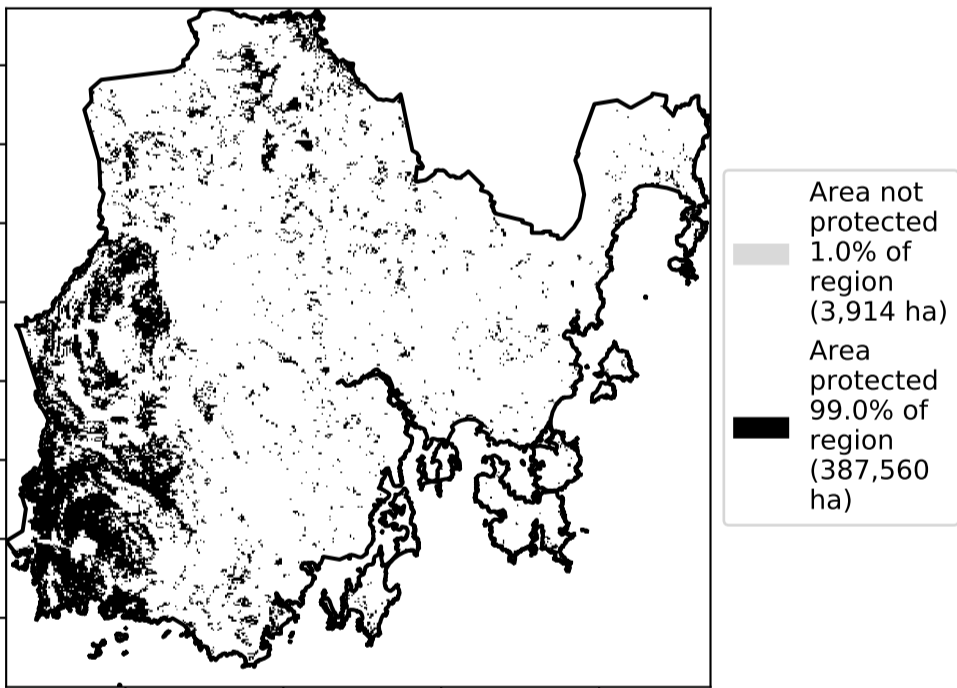 Area not
protected
1.0% of
region
(3,914 ha)
Area
protected
99.0% of
region
(387,560
ha)